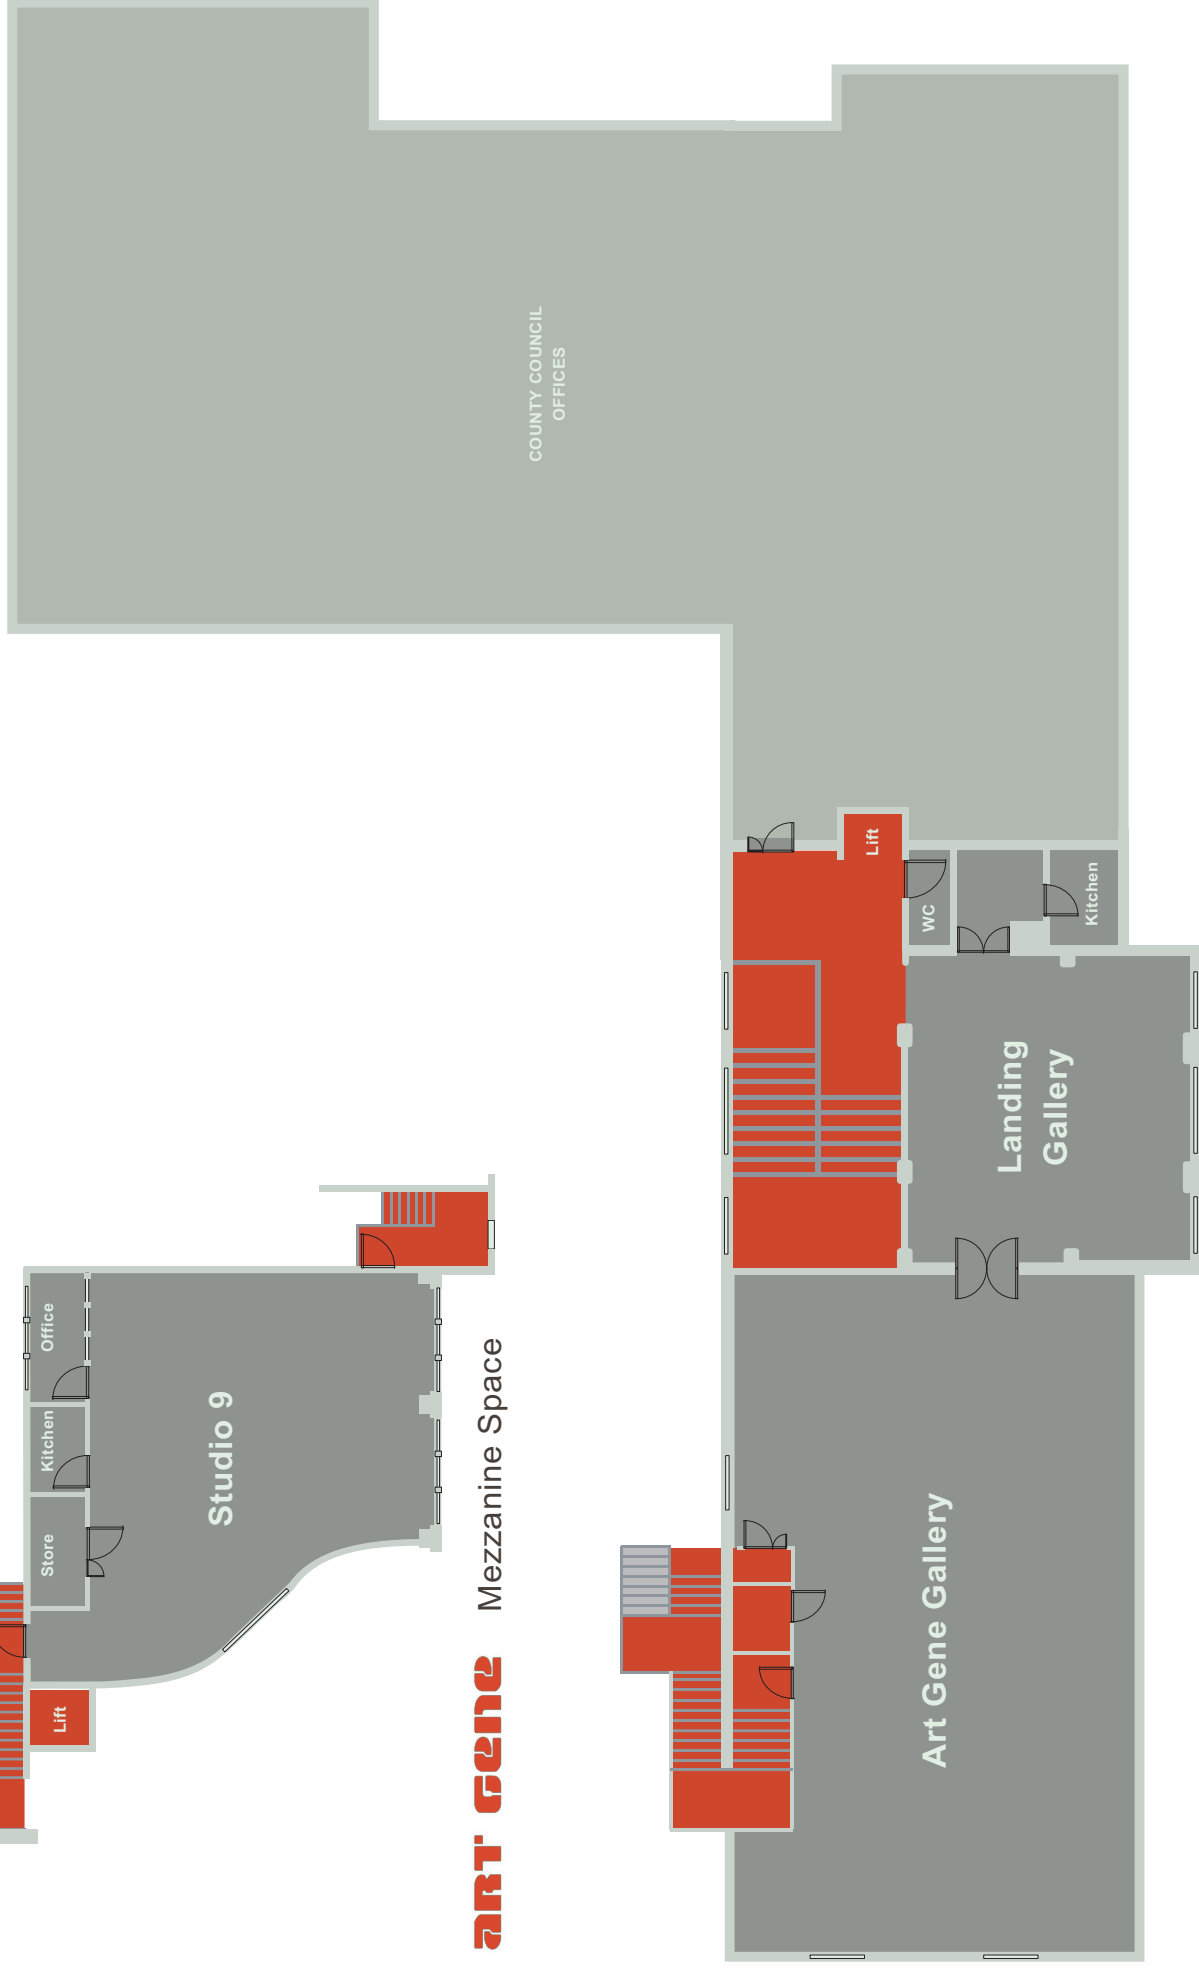 COUNTY COUNCIL
OFFICES
Lift
WC
Kitchen
Landing
Gallery
Art Gene Gallery
Office
Kitchen
Store
Studio 9
Lift
ART GENE
Mezzanine Space